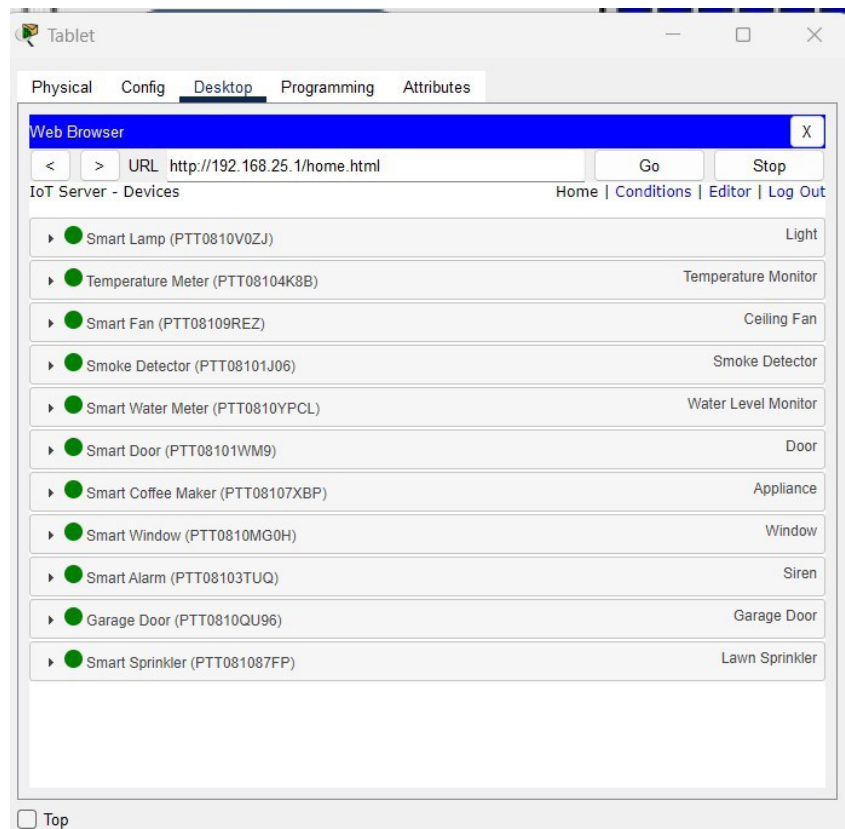 Tablet
Physical Config Desktop Programming Attributes
Web Browser X
< > URL http://192.168.25.1/home.html Go Stop
IoT Server - Devices Home | Conditions | Editor | Log Out
Smart Lamp (PTT0810V0ZJ) Light
Temperature Meter (PTT08104K8B) Temperature Monitor
Smart Fan (PTT08109REZ) Ceiling Fan
Smoke Detector (PTT08101J06) Smoke Detector
Smart Water Meter (PTT0810YPCL) Water Level Monitor
Smart Door (PTT08101WM9) Door
Smart Coffee Maker (PTT08107XBP) Appliance
Smart Window (PTT0810MG0H) Window
Smart Alarm (PTT08103TUQ) Siren
Garage Door (PTT0810QU96) Garage Door
Smart Sprinkler (PTT081087FP) Lawn Sprinkler
Top